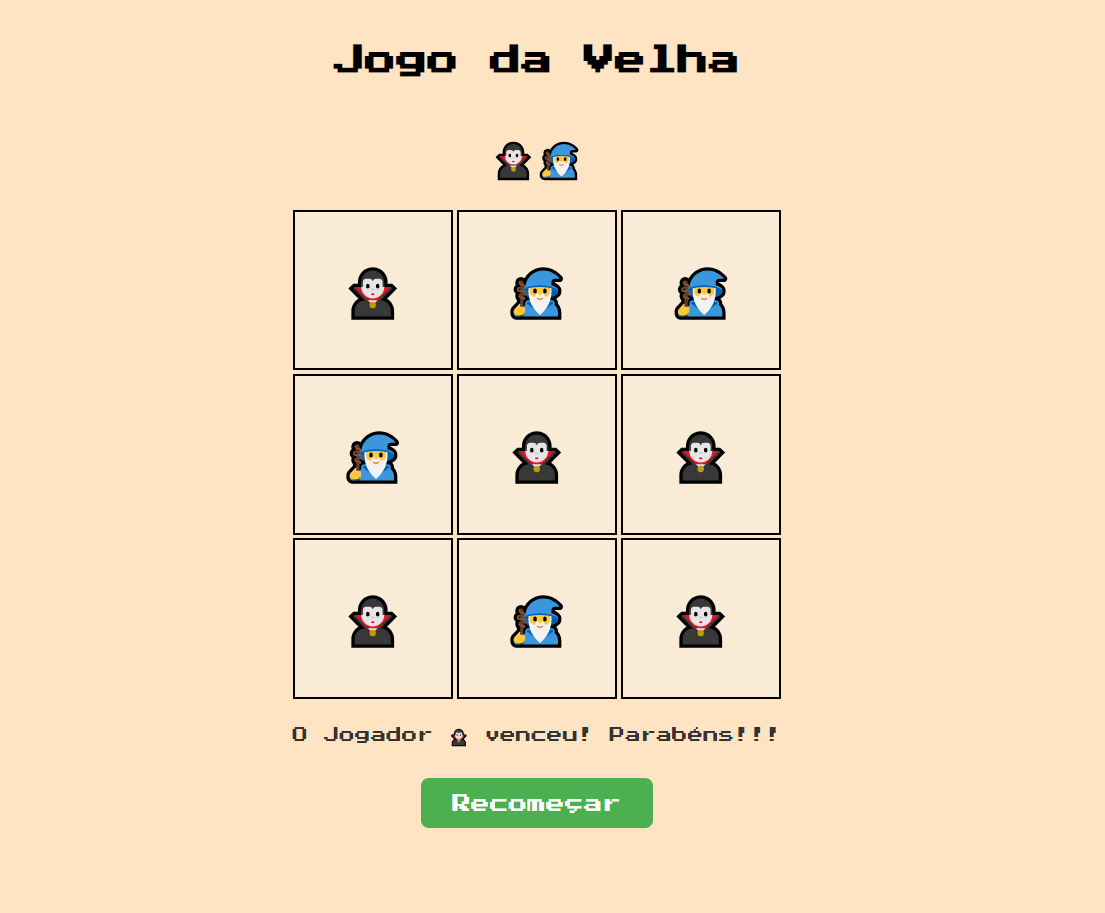 Jogo da Velha
🧛🧙
🧛 🧙 🧙
🧙 🧛 🧛
🧛 🧙 🧛
O Jogador 🧛 venceu! Parabéns!!!
Recomeçar